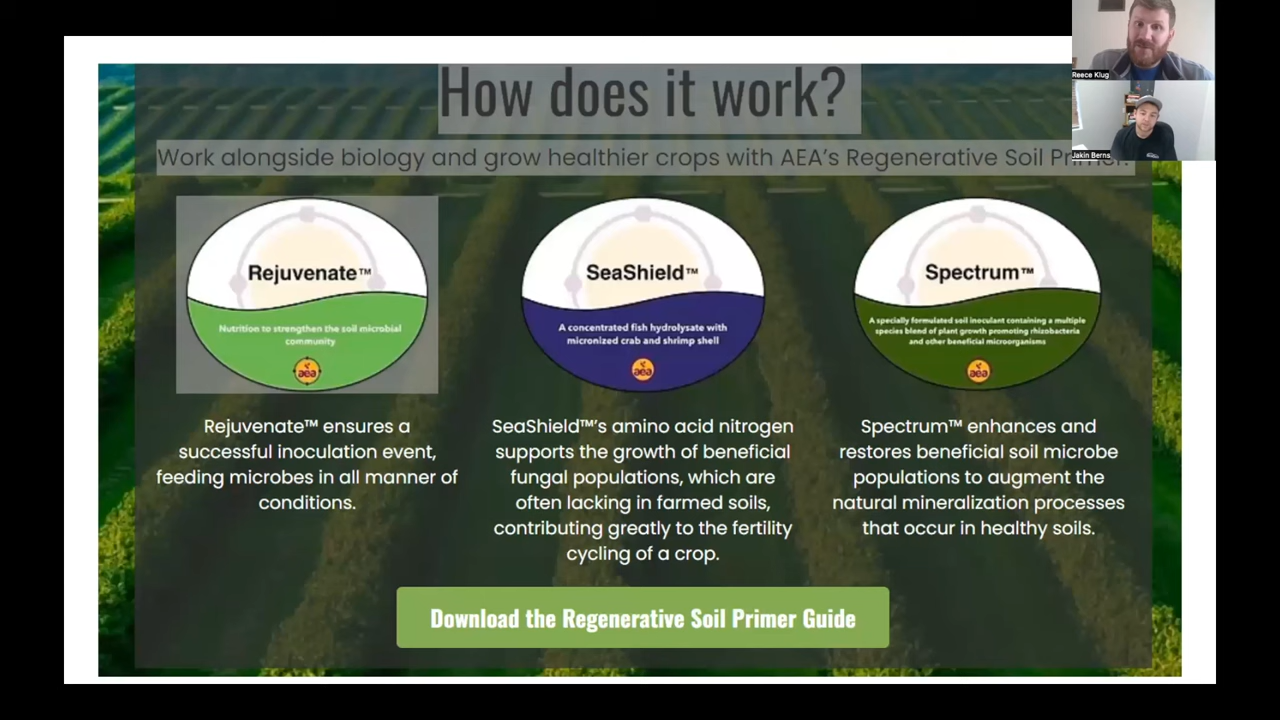 How does it work?
Work alongside biology and grow healthier crops with AEA's Regenerative Soil
Reece Klug
Jakin Berns
Rejuvenate™
Nutrition to strengthen the soil microbial
community
aea
SeaShield™
A concentrated fish hydrolysate with
micronized crab and shrimp shell
aea
Spectrum™
A specially formulated soil inoculant containing a multiple
species blend of plant growth promoting rhizobacteria
and other beneficial microorganisms
aea
Rejuvenate™ ensures a
successful inoculation event,
feeding microbes in all manner of
conditions.
SeaShield™'s amino acid nitrogen
supports the growth of beneficial
fungal populations, which are
often lacking in farmed soils,
contributing greatly to the fertility
cycling of a crop.
Spectrum™ enhances and
restores beneficial soil microbe
populations to augment the
natural mineralization processes
that occur in healthy soils.
Download the Regenerative Soil Primer Guide